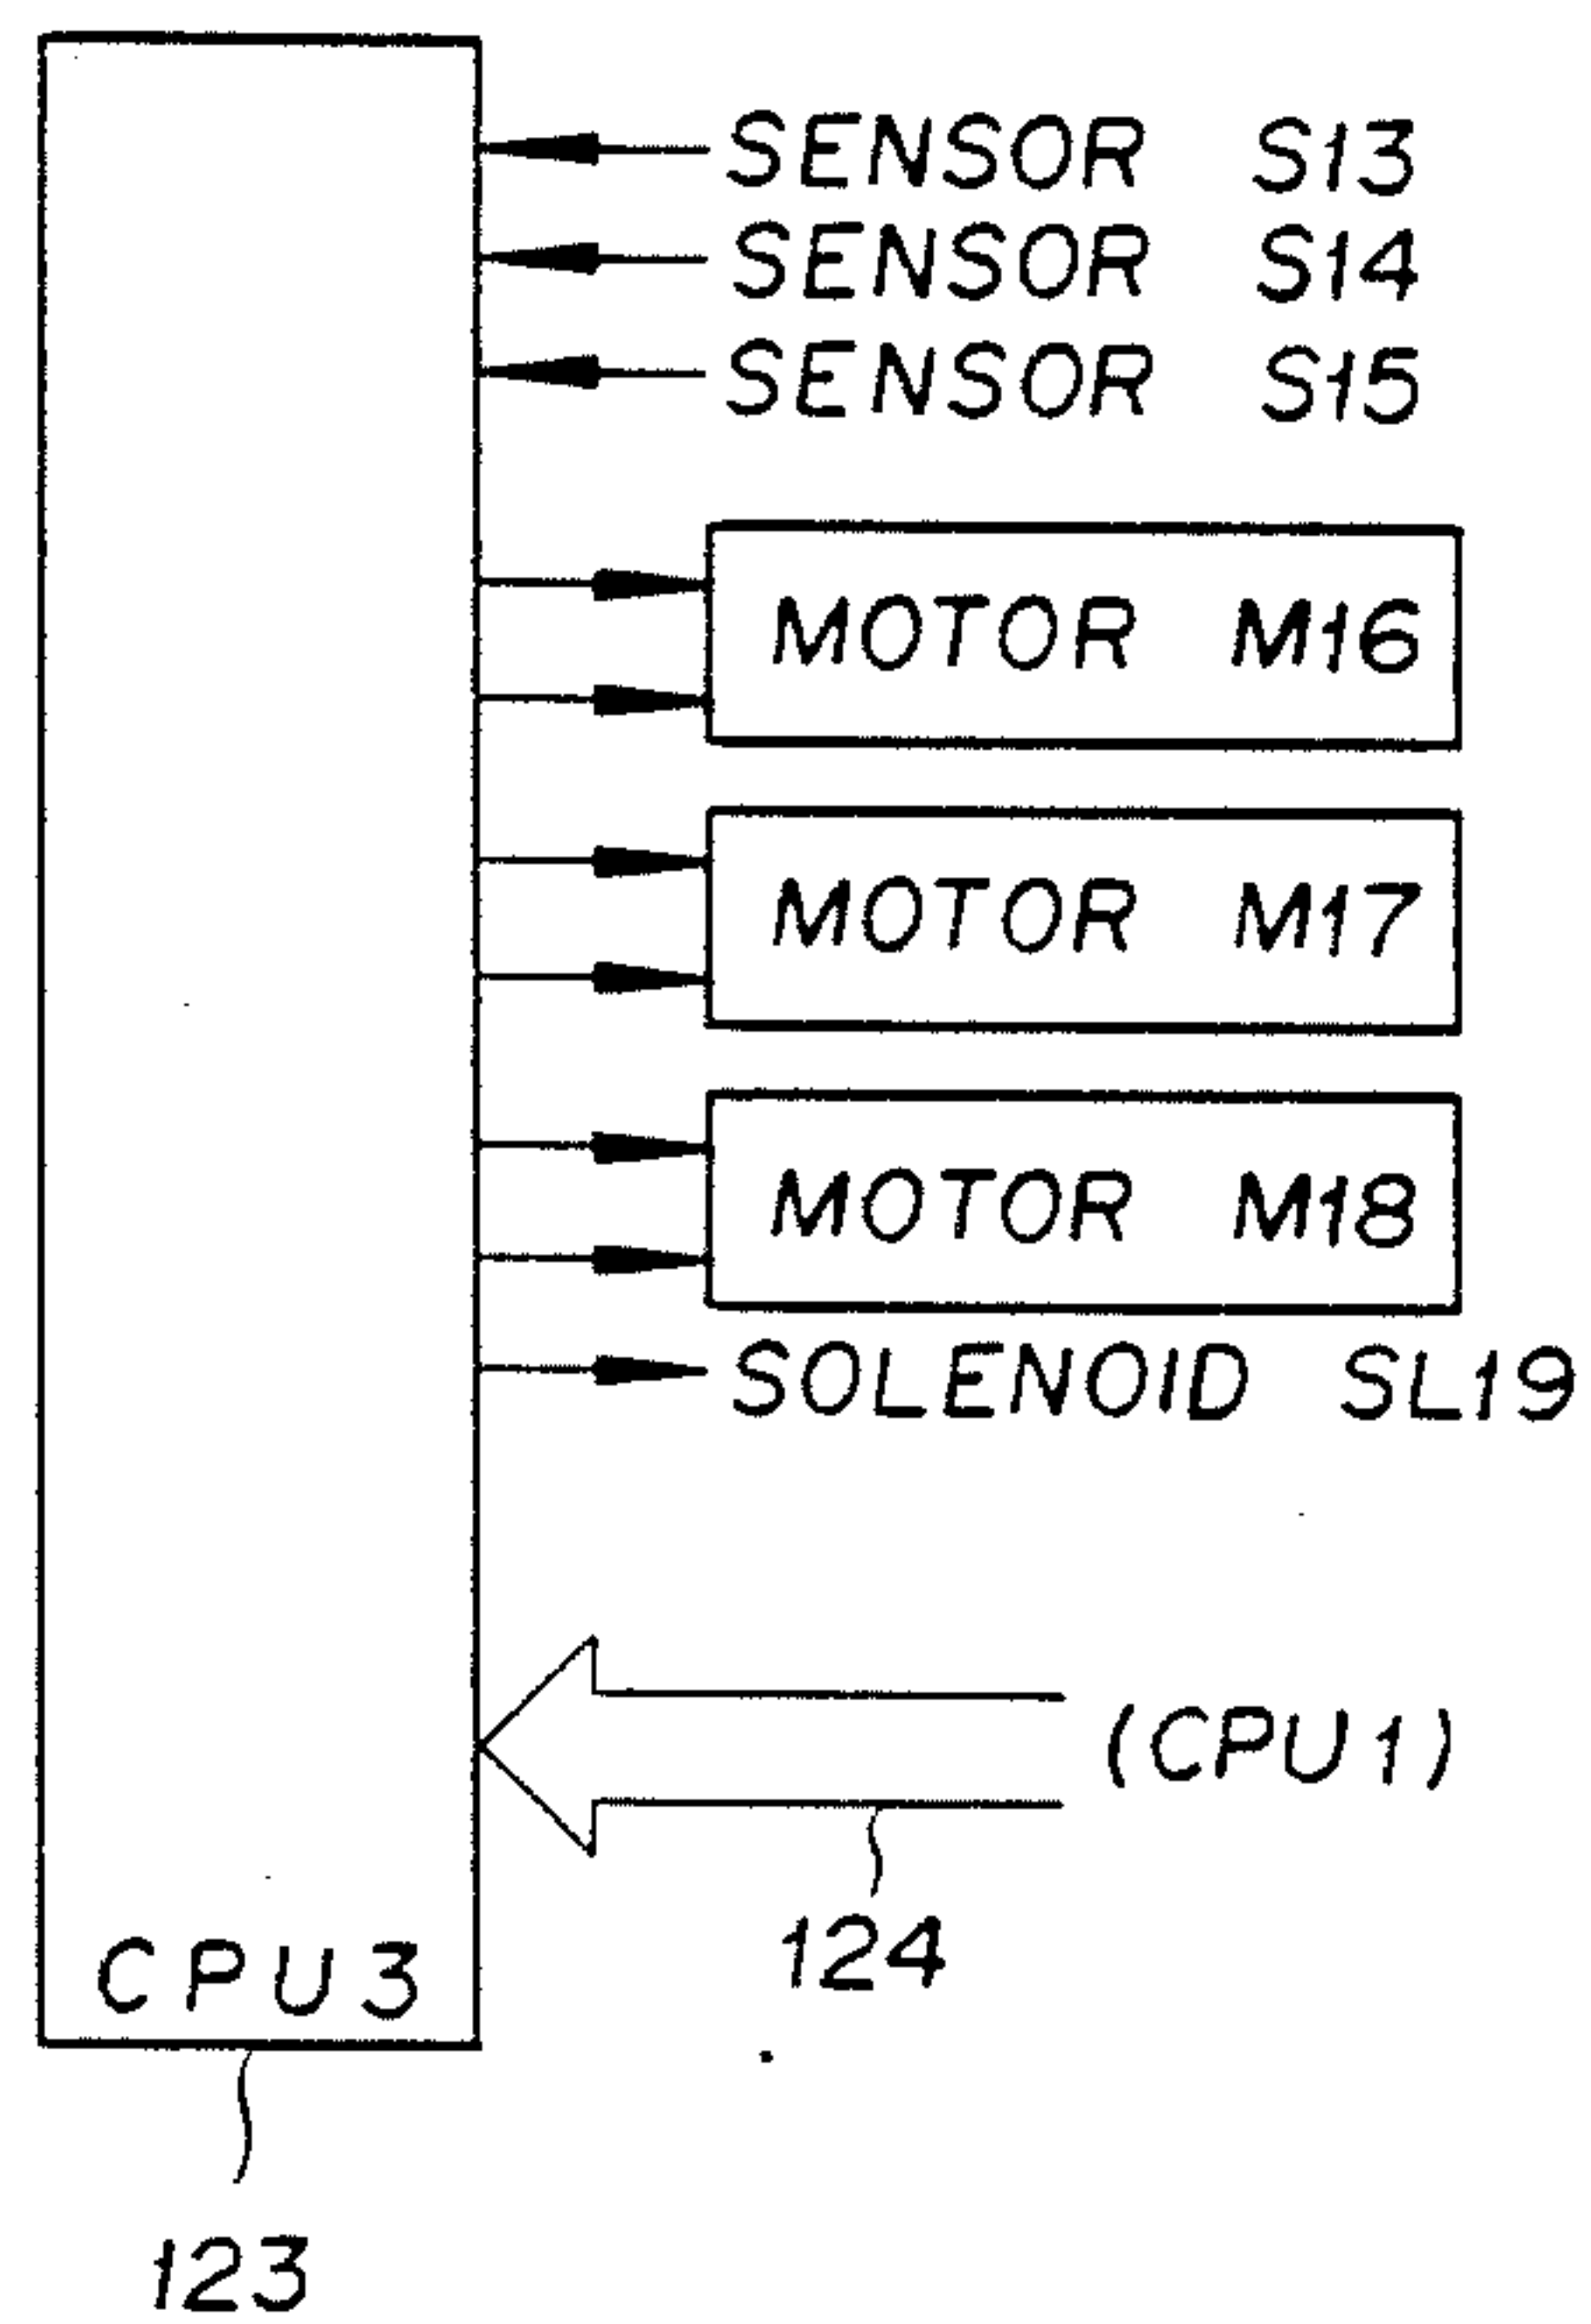 SENSOR S13
SENSOR S14
SENSOR S15
MOTOR M16
MOTOR M17
MOTOR M18
SOLENOID SL19
(CPU1)
124
CPU3
123